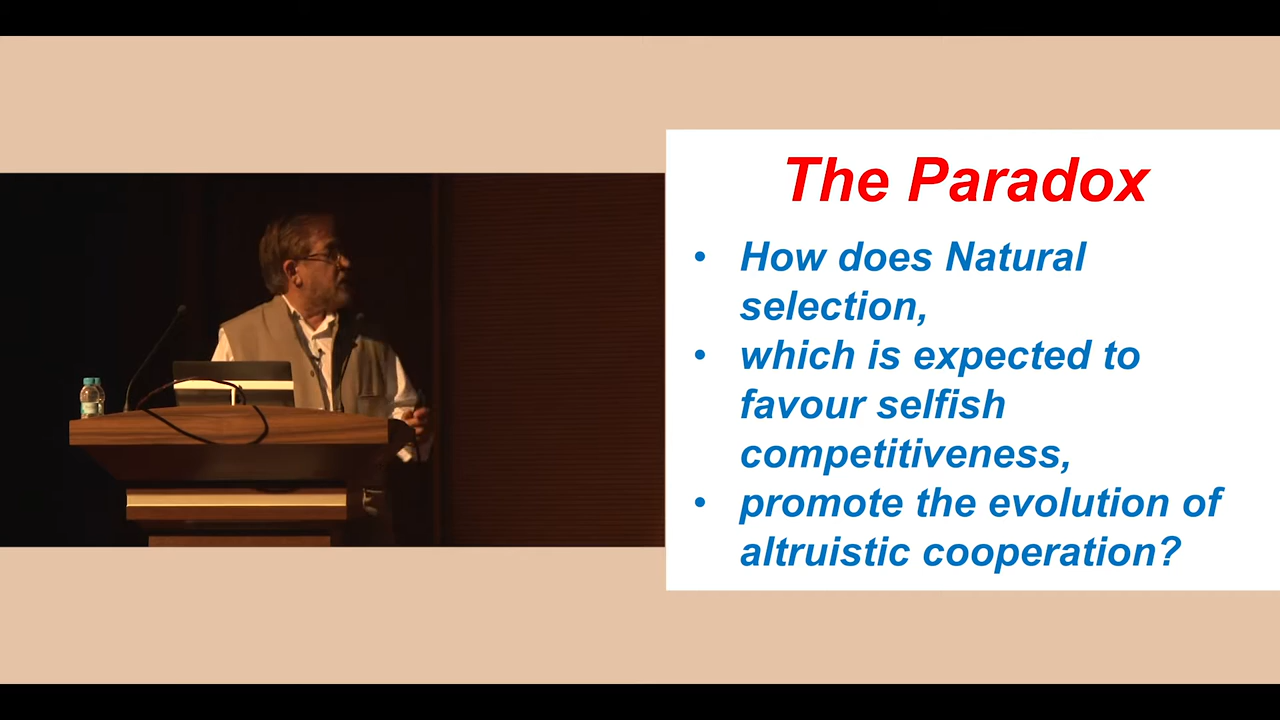 The Paradox
• How does Natural
selection,
• which is expected to
favour selfish
competitiveness,
• promote the evolution of
altruistic cooperation?